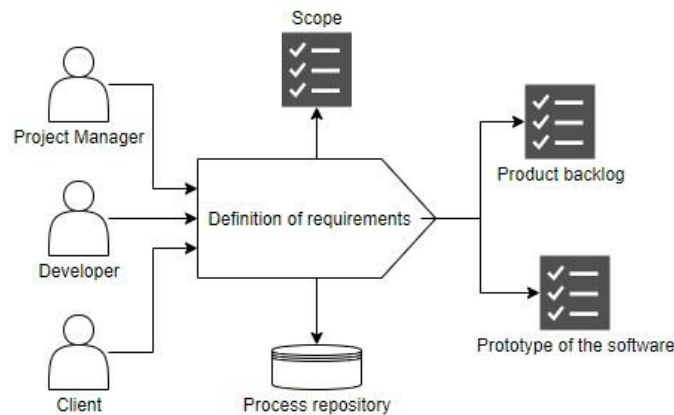 Scope
Project Manager
Product backlog
Definition of requirements
Developer
Prototype of the software
Client
Process repository